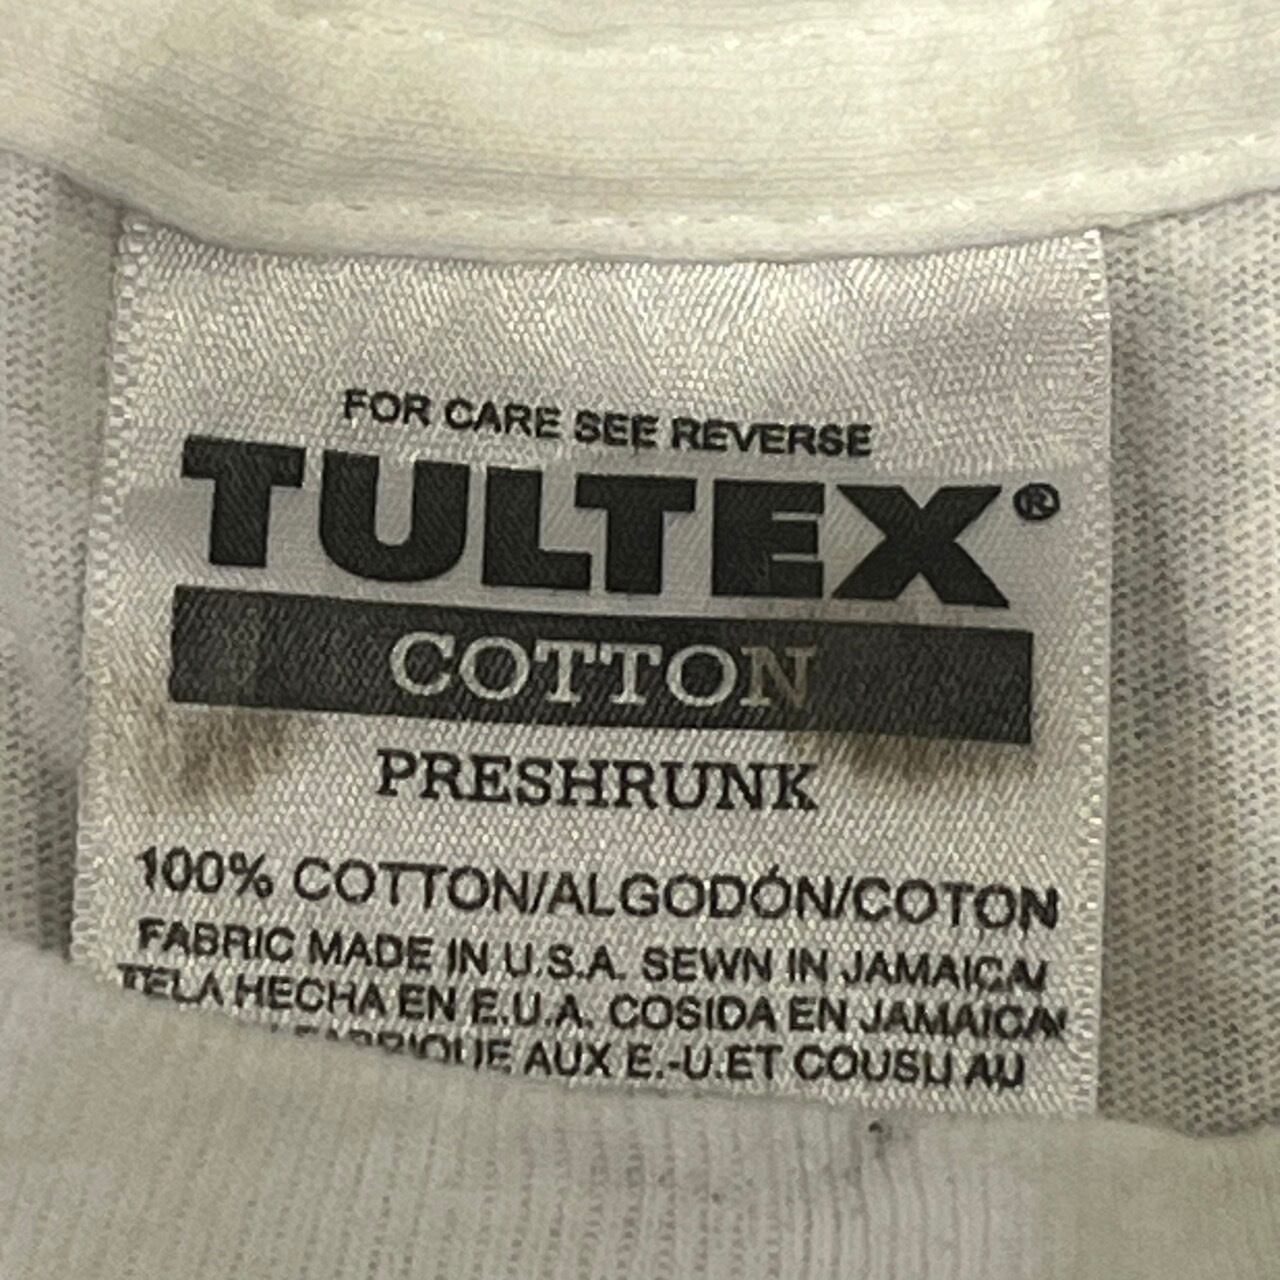 FOR CARE SEE REVERSE
TULTEX®
COTTON
PRESHRUNK
100% COTTON/ALGODÓN/COTON
FABRIC MADE IN U.S.A. SEWN IN JAMAICA/
TELA HECHA EN E.U.A. COSIDA EN JAMAICA/
FABRIQUE AUX E.-U.ET COUSU AU